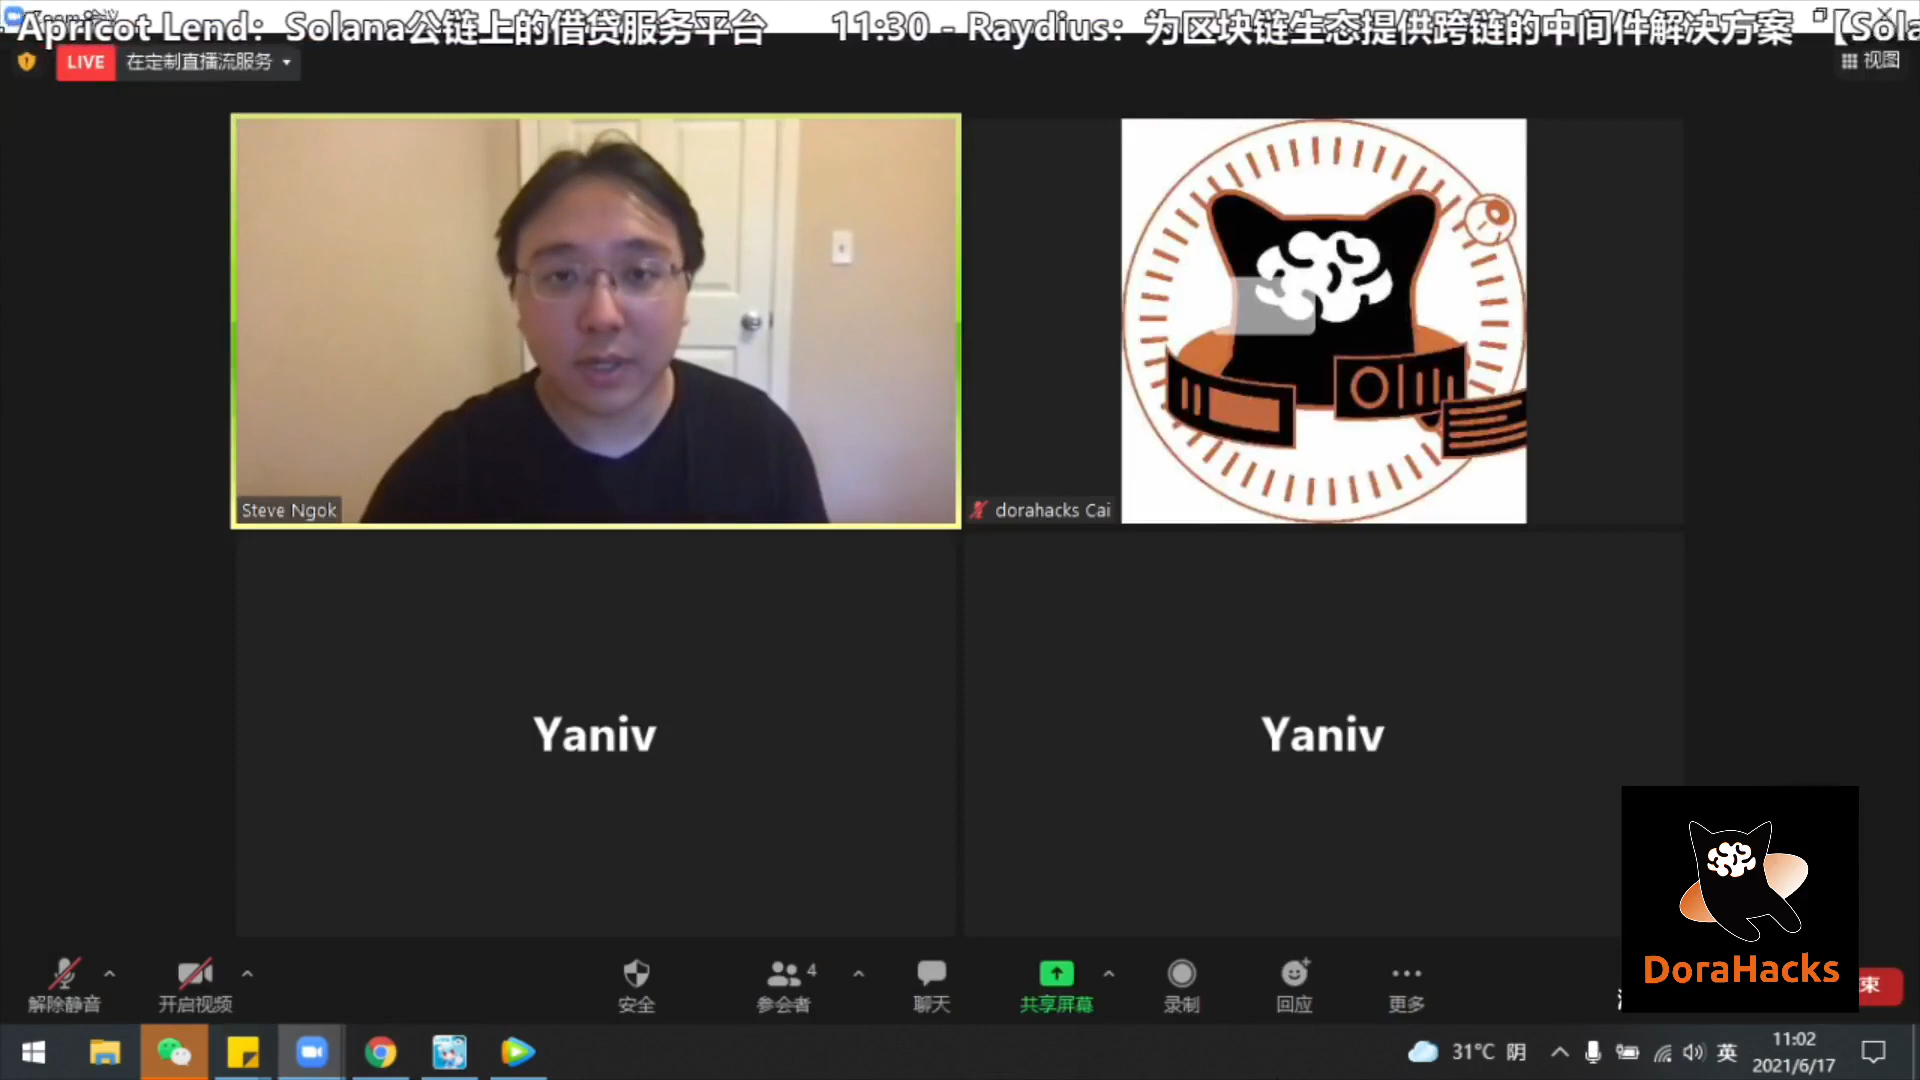 Apricot Lend：Solana公链上的借贷服务平台 11:30 - Raydius：为区块链生态提供跨链的中间件解决方案 【Sola
LIVE 在定制直播流服务
视图
Steve Ngok
dorahacks Cai
Yaniv
Yaniv
DoraHacks
解除静音
开启视频
安全
参会者 4
聊天
共享屏幕
录制
回应
更多
束
31°C 阴
英
11:02
2021/6/17